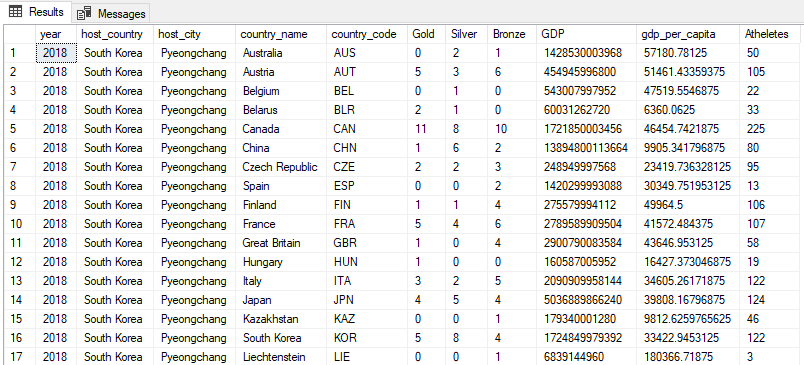 Results Messages
year host_country host_city country_name country_code Gold Silver Bronze GDP gdp_per_capita Atheletes
1 2018 South Korea Pyeongchang Australia AUS 0 2 1 1428530003968 57180.78125 50
2 2018 South Korea Pyeongchang Austria AUT 5 3 6 454945996800 51461.43359375 105
3 2018 South Korea Pyeongchang Belgium BEL 0 1 0 543007997952 47519.5546875 22
4 2018 South Korea Pyeongchang Belarus BLR 2 1 0 60031262720 6360.0625 33
5 2018 South Korea Pyeongchang Canada CAN 11 8 10 1721850003456 46454.7421875 225
6 2018 South Korea Pyeongchang China CHN 1 6 2 13894800113664 9905.341796875 80
7 2018 South Korea Pyeongchang Czech Republic CZE 2 2 3 248949997568 23419.736328125 95
8 2018 South Korea Pyeongchang Spain ESP 0 0 2 1420299993088 30349.751953125 13
9 2018 South Korea Pyeongchang Finland FIN 1 1 4 275579994112 49964.5 106
10 2018 South Korea Pyeongchang France FRA 5 4 6 2789589909504 41572.484375 107
11 2018 South Korea Pyeongchang Great Britain GBR 1 0 4 2900790083584 43646.953125 58
12 2018 South Korea Pyeongchang Hungary HUN 1 0 0 160587005952 16427.373046875 19
13 2018 South Korea Pyeongchang Italy ITA 3 2 5 2090909958144 34605.26171875 122
14 2018 South Korea Pyeongchang Japan JPN 4 5 4 5036889866240 39808.16796875 124
15 2018 South Korea Pyeongchang Kazakhstan KAZ 0 0 1 179340001280 9812.6259765625 46
16 2018 South Korea Pyeongchang South Korea KOR 5 8 4 1724849979392 33422.9453125 122
17 2018 South Korea Pyeongchang Liechtenstein LIE 0 0 1 6839144960 180366.71875 3